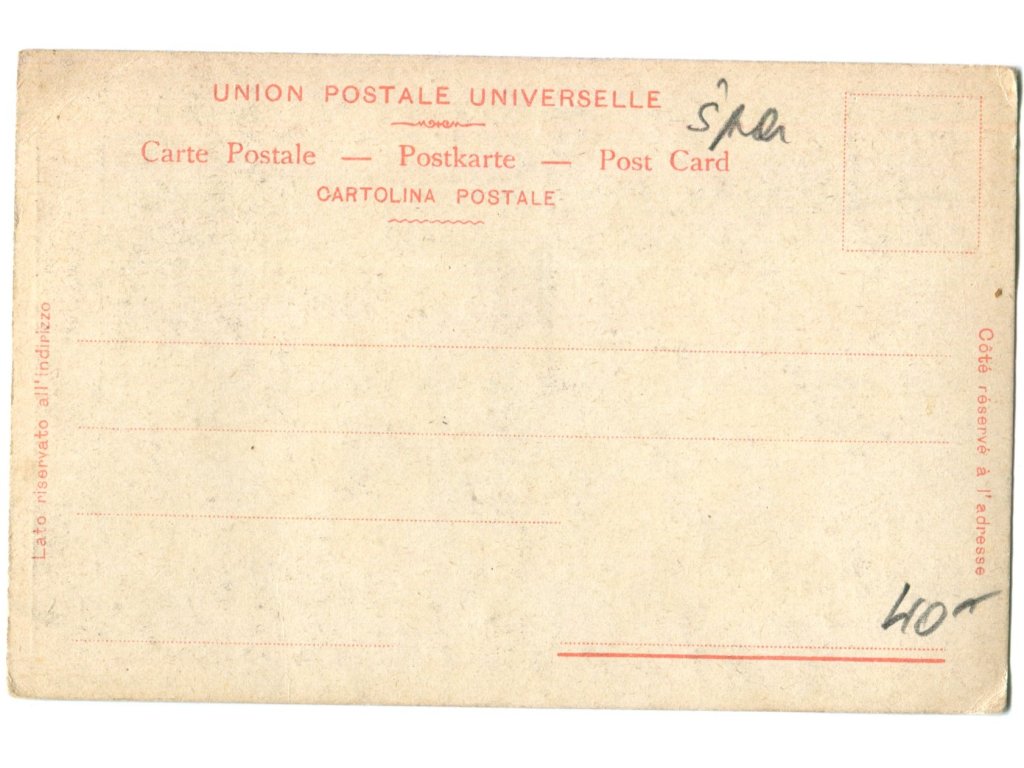 UNION POSTALE UNIVERSELLE
Carte Postale — Postkarte — Post Card
CARTOLINA POSTALE
Lato riservato all'indirizzo
Côté réservé à l'adresse
40-